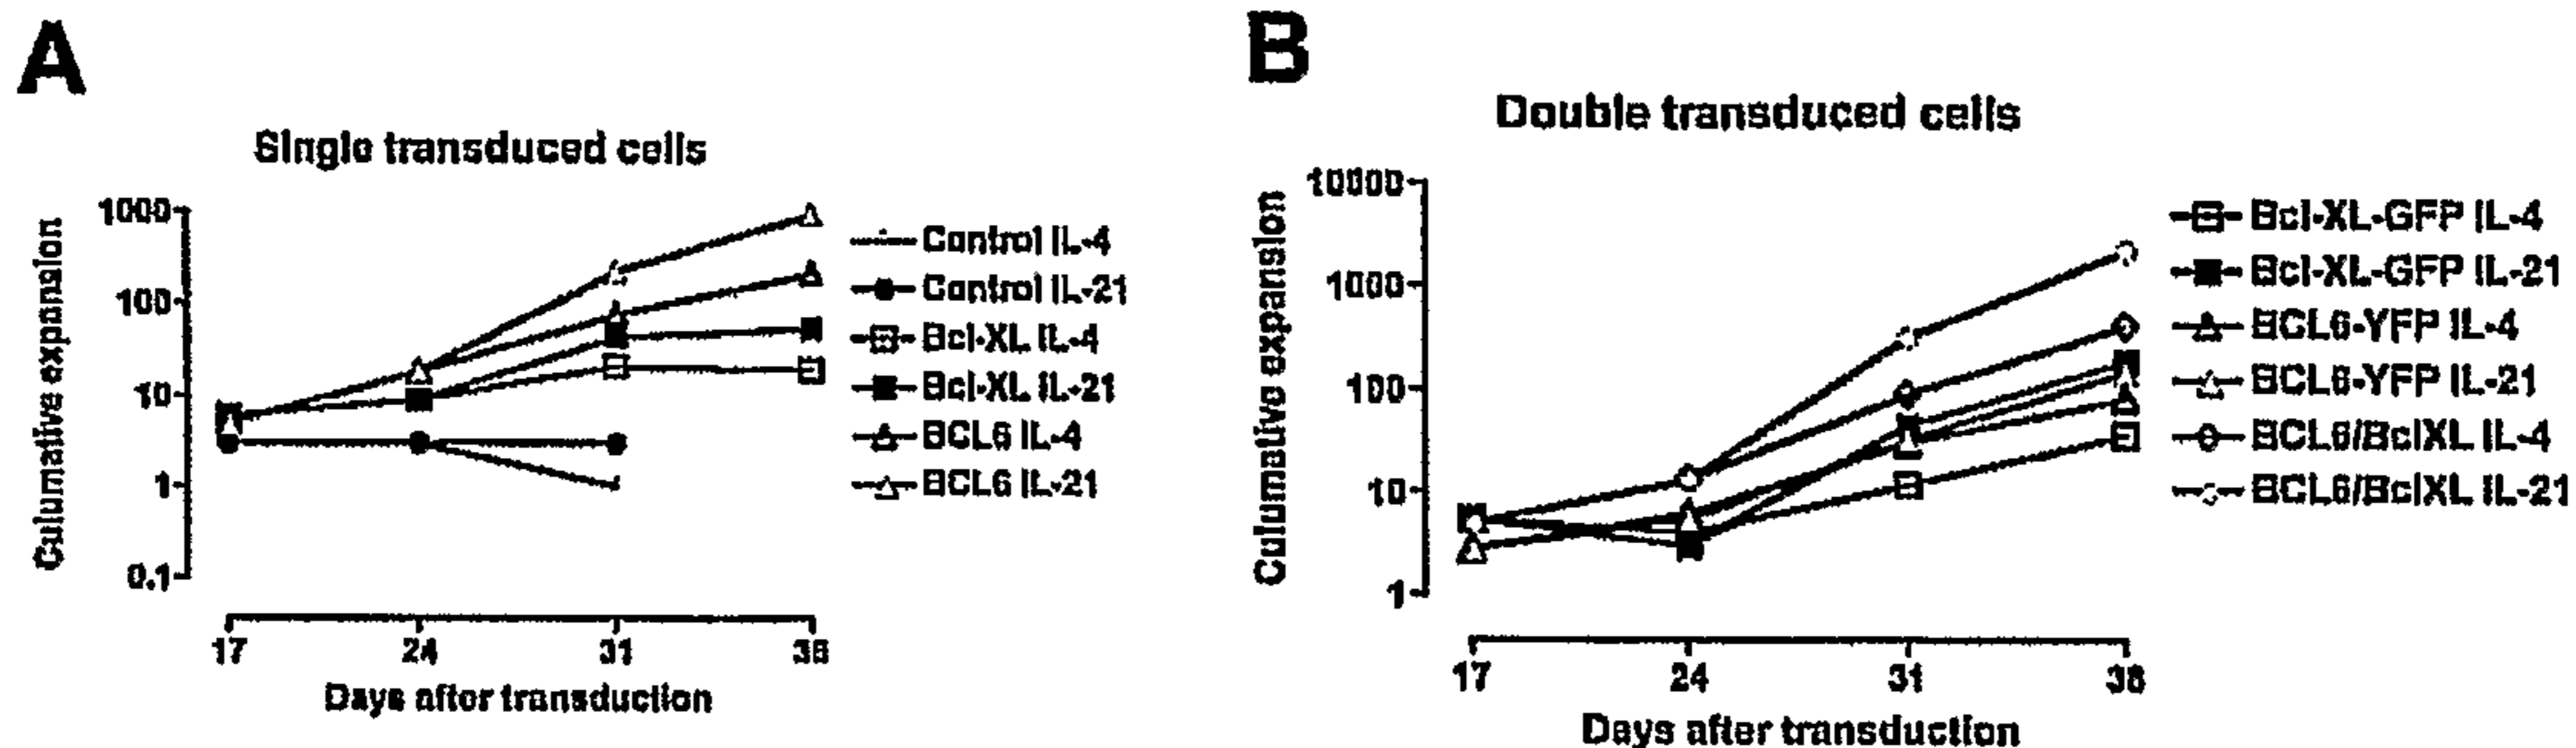 A
Single transduced cells
Culumative expansion
1000
100
10
1
0.1
17 24 31 38
Days after transduction
Control IL-4
Control IL-21
Bcl-XL IL-4
Bcl-XL IL-21
BCL6 IL-4
BCL6 IL-21
B
Double transduced cells
Culumative expansion
10000
1000
100
10
1
17 24 31 38
Days after transduction
Bcl-XL-GFP IL-4
Bcl-XL-GFP IL-21
BCL6-YFP IL-4
BCL6-YFP IL-21
BCL6/BclXL IL-4
BCL6/BclXL IL-21